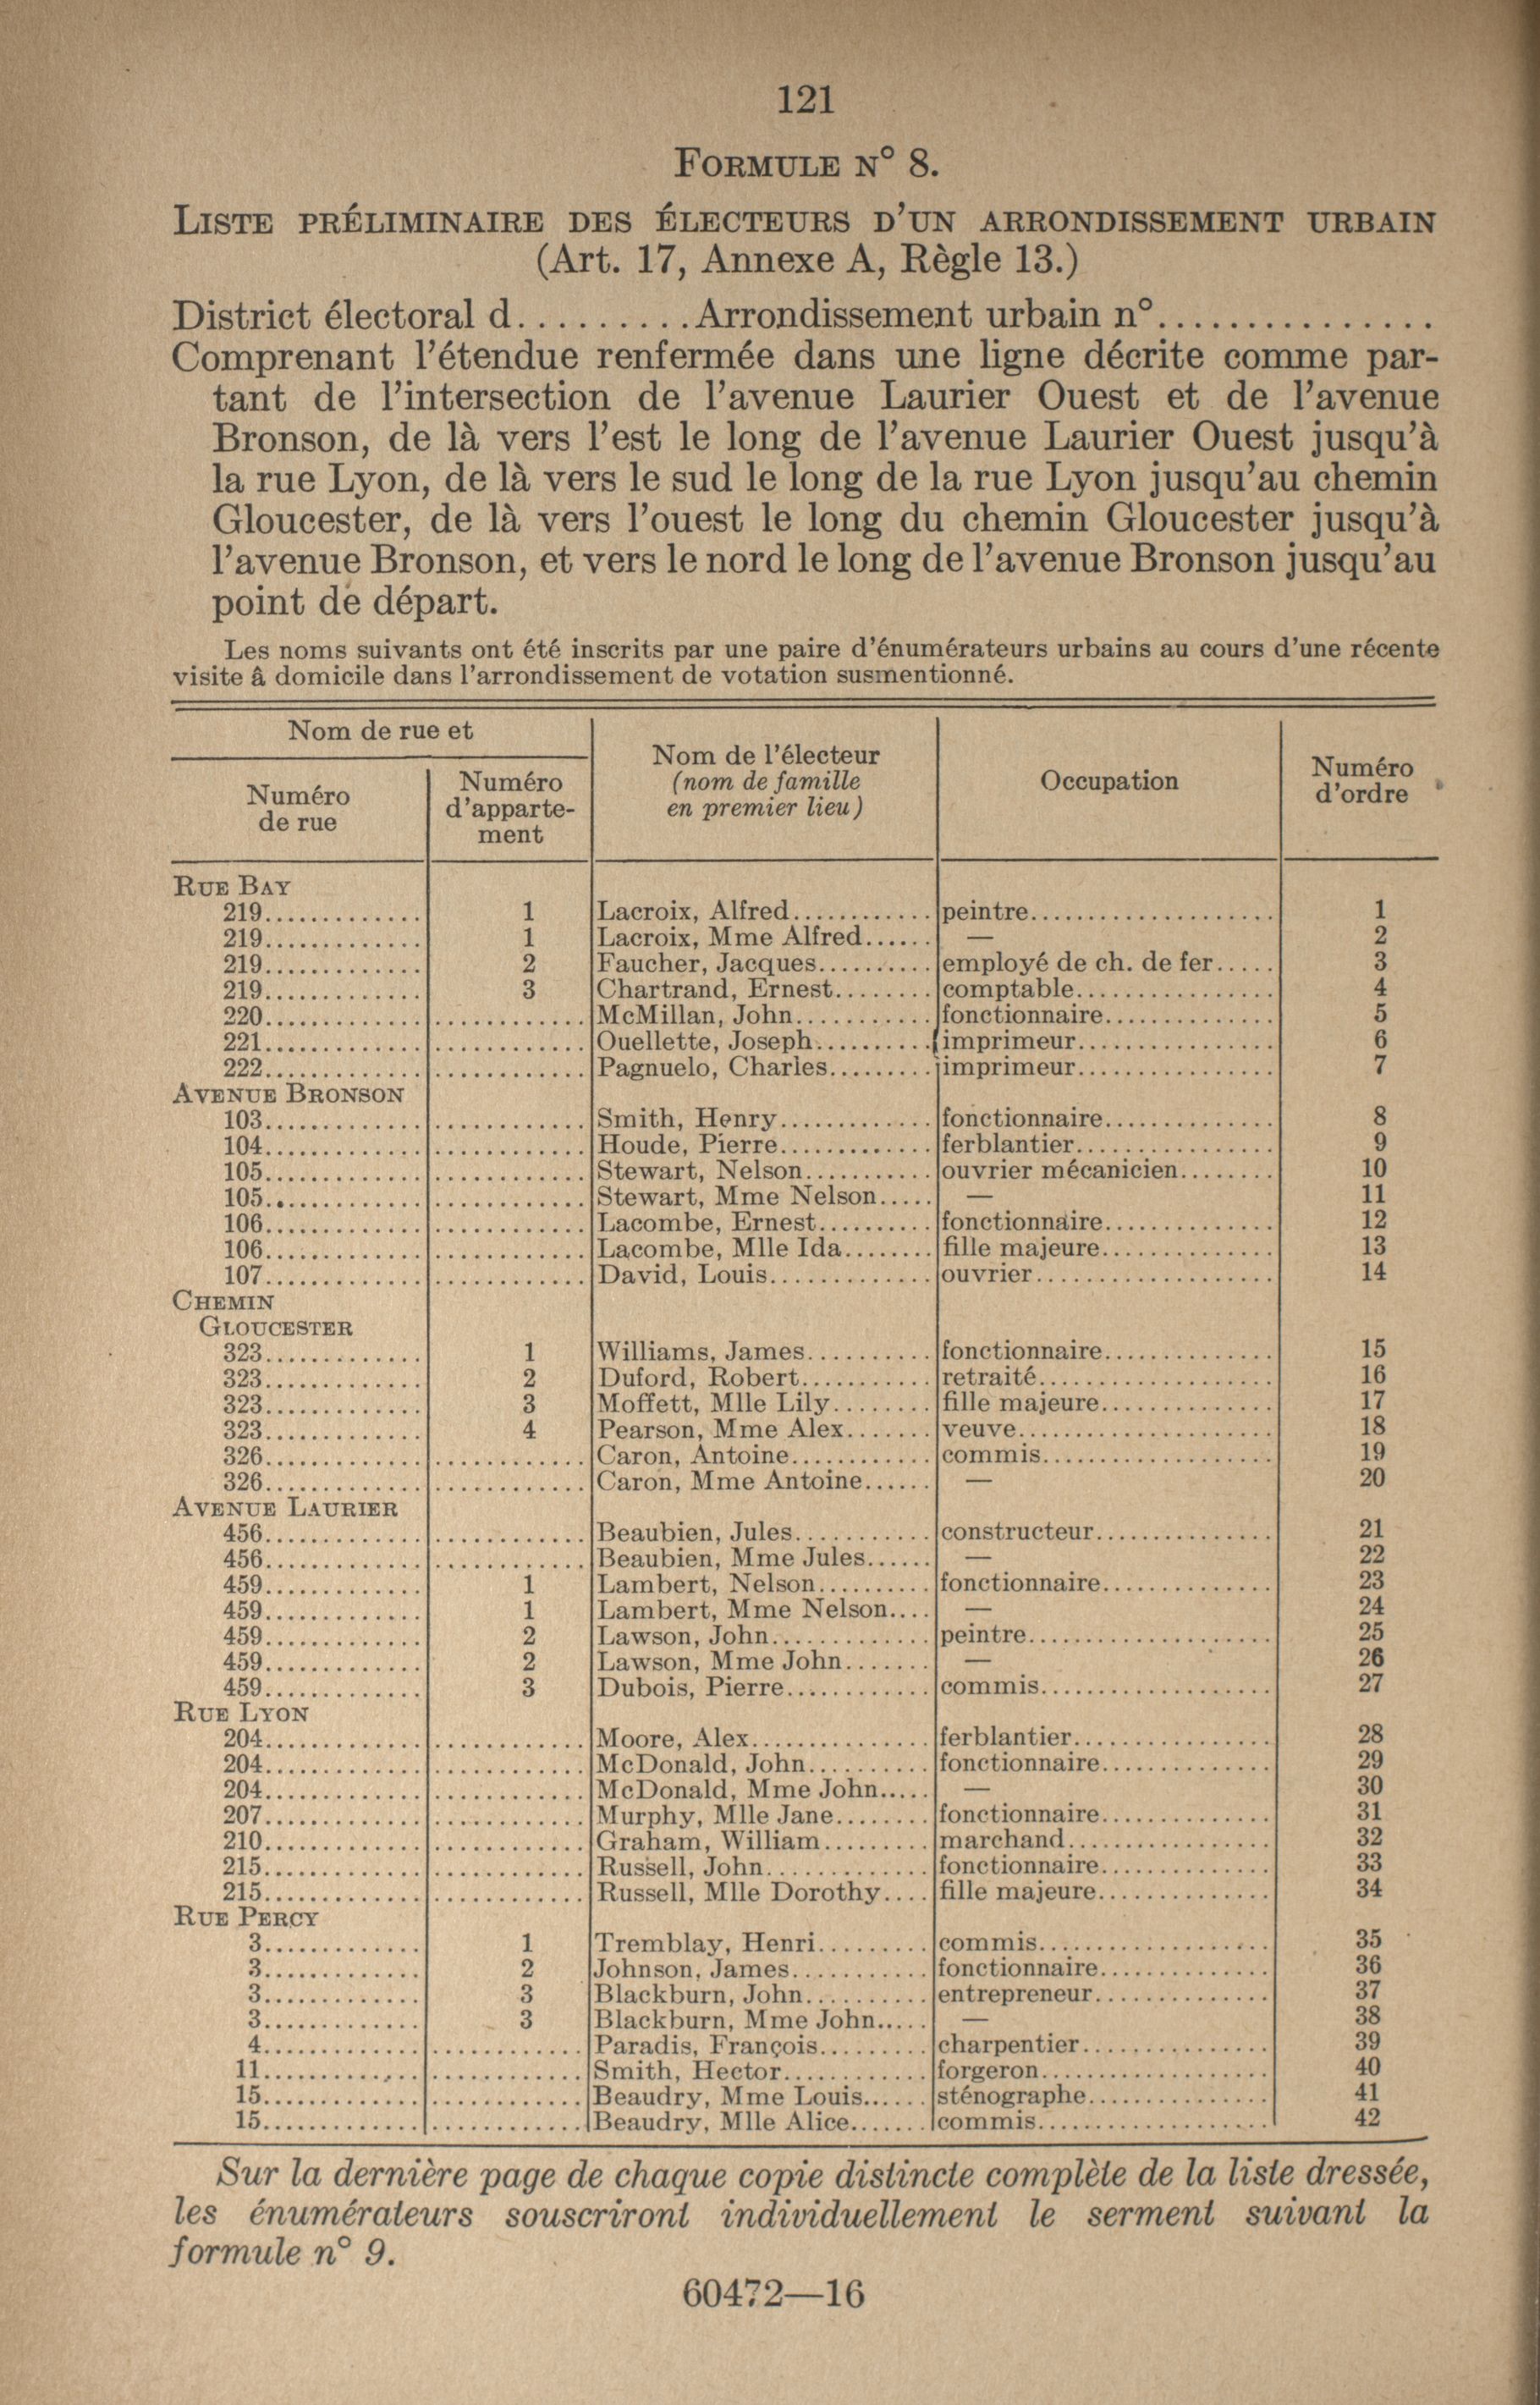 121
FORMULE N° 8.
LISTE PRÉLIMINAIRE DES ÉLECTEURS D'UN ARRONDISSEMENT URBAIN
(Art. 17, Annexe A, Règle 13.)
District électoral d..........Arrondissement urbain n°...............
Comprenant l'étendue renfermée dans une ligne décrite comme par-
tant de l'intersection de l'avenue Laurier Ouest et de l'avenue
Bronson, de là vers l'est le long de l'avenue Laurier Ouest jusqu'à
la rue Lyon, de là vers le sud le long de la rue Lyon jusqu'au chemin
Gloucester, de là vers l'ouest le long du chemin Gloucester jusqu'à
l'avenue Bronson, et vers le nord le long de l'avenue Bronson jusqu'au
point de départ.
Les noms suivants ont été inscrits par une paire d'énumérateurs urbains au cours d'une récente
visite â domicile dans l'arrondissement de votation susmentionné.
Nom de rue et
Numéro
de rue
Numéro
d'apparte-
ment
Nom de l'électeur
(nom de famille
en premier lieu)
Occupation
Numéro
d'ordre
RUE BAY
219 1 Lacroix, Alfred peintre 1
219 1 Lacroix, Mme Alfred — 2
219 2 Faucher, Jacques employé de ch. de fer 3
219 3 Chartrand, Ernest comptable 4
220 McMillan, John fonctionnaire 5
221 Ouellette, Joseph imprimeur 6
222 Pagnuelo, Charles imprimeur 7
AVENUE BRONSON
103 Smith, Henry fonctionnaire 8
104 Houde, Pierre ferblantier 9
105 Stewart, Nelson ouvrier mécanicien 10
105 Stewart, Mme Nelson — 11
106 Lacombe, Ernest fonctionnaire 12
106 Lacombe, Mlle Ida fille majeure 13
107 David, Louis ouvrier 14
CHEMIN
GLOUCESTER
323 1 Williams, James fonctionnaire 15
323 2 Duford, Robert retraité 16
323 3 Moffett, Mlle Lily fille majeure 17
323 4 Pearson, Mme Alex veuve 18
326 Caron, Antoine commis 19
326 Caron, Mme Antoine — 20
AVENUE LAURIER
456 Beaubien, Jules constructeur 21
456 Beaubien, Mme Jules — 22
459 1 Lambert, Nelson fonctionnaire 23
459 1 Lambert, Mme Nelson — 24
459 2 Lawson, John peintre 25
459 2 Lawson, Mme John — 26
459 3 Dubois, Pierre commis 27
RUE LYON
204 Moore, Alex ferblantier 28
204 McDonald, John fonctionnaire 29
204 McDonald, Mme John — 30
207 Murphy, Mlle Jane fonctionnaire 31
210 Graham, William marchand 32
215 Russell, John fonctionnaire 33
215 Russell, Mlle Dorothy fille majeure 34
RUE PERCY
3 1 Tremblay, Henri commis 35
3 2 Johnson, James fonctionnaire 36
3 3 Blackburn, John entrepreneur 37
3 3 Blackburn, Mme John — 38
4 Paradis, François charpentier 39
11 Smith, Hector forgeron 40
15 Beaudry, Mme Louis sténographe 41
15 Beaudry, Mlle Alice commis 42
Sur la dernière page de chaque copie distincte complète de la liste dressée,
les énumérateurs souscriront individuellement le serment suivant la
formule n° 9.
60472—16